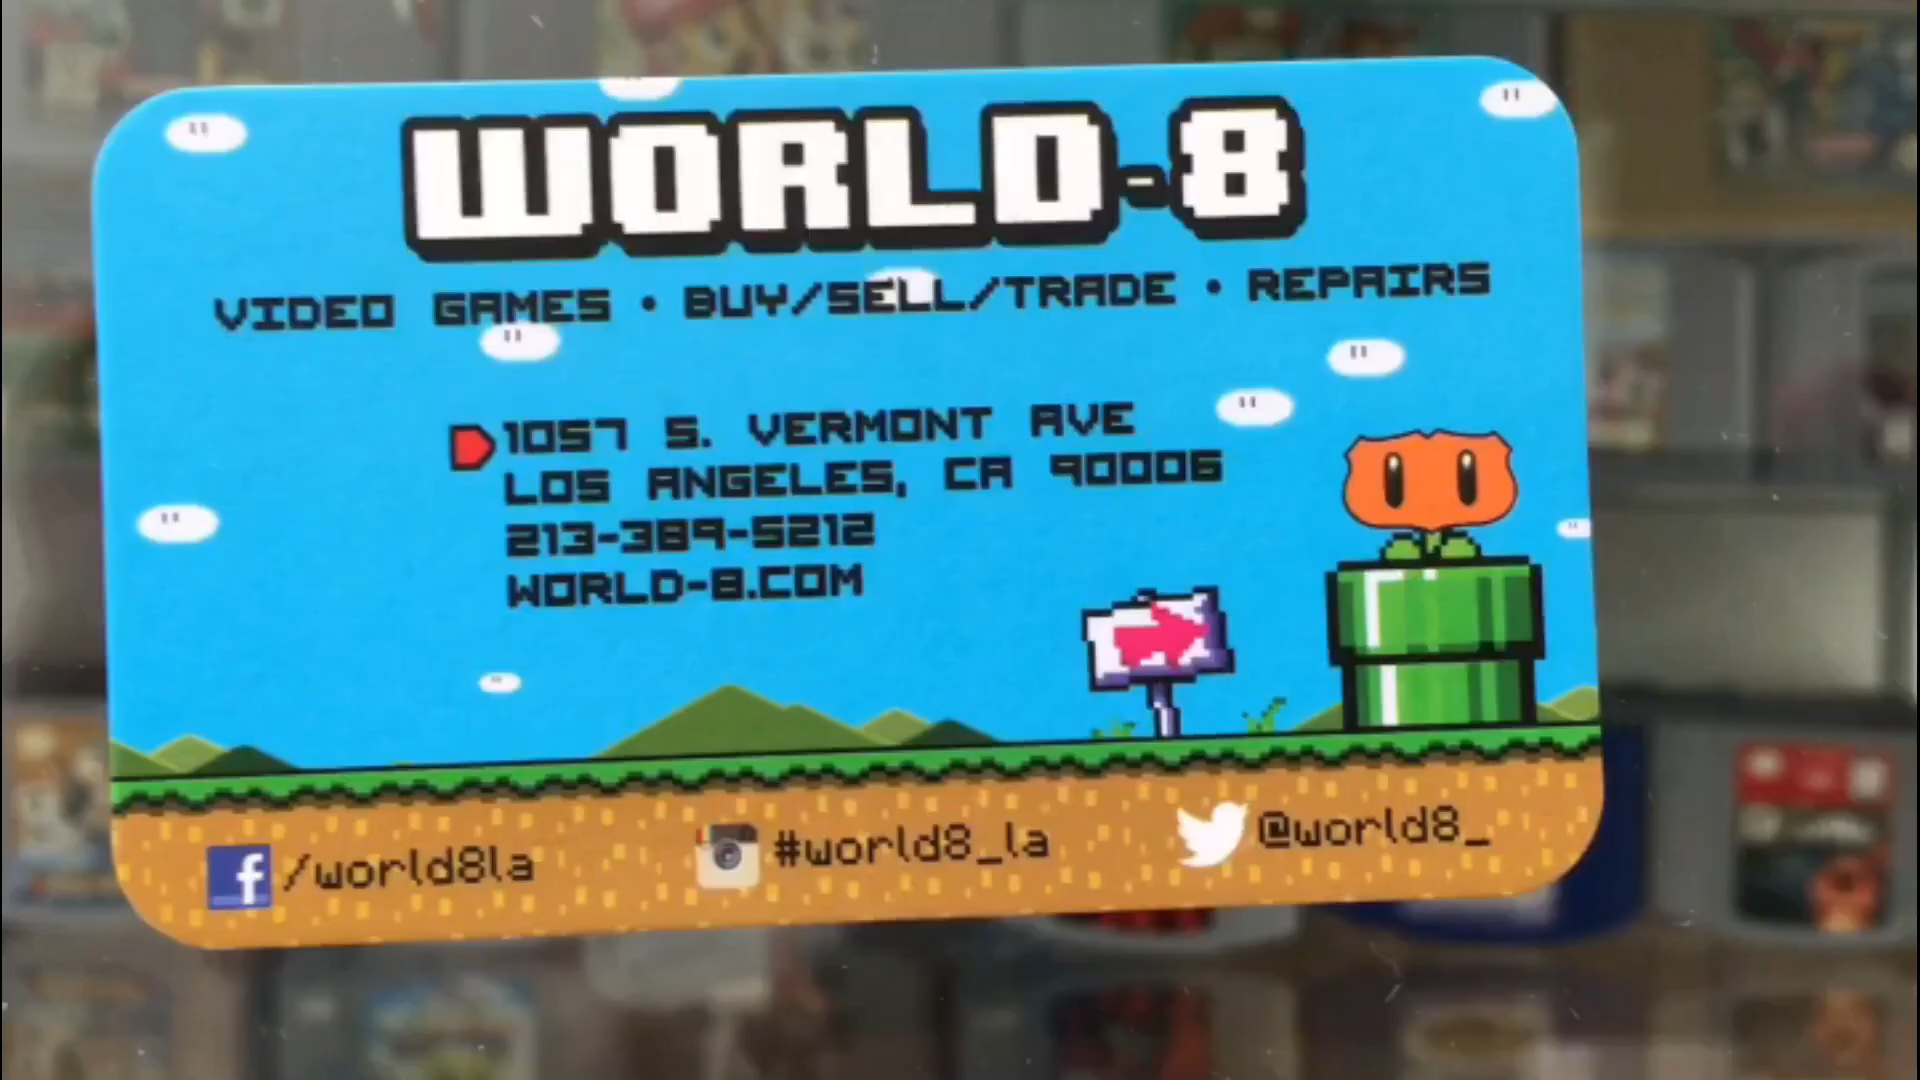 WORLD-8
VIDEO GAMES • BUY/SELL/TRADE • REPAIRS
1057 S. VERMONT AVE
LOS ANGELES, CA 90006
213-389-5212
WORLD-8.COM
f /world8la
#world8_la
@world8_